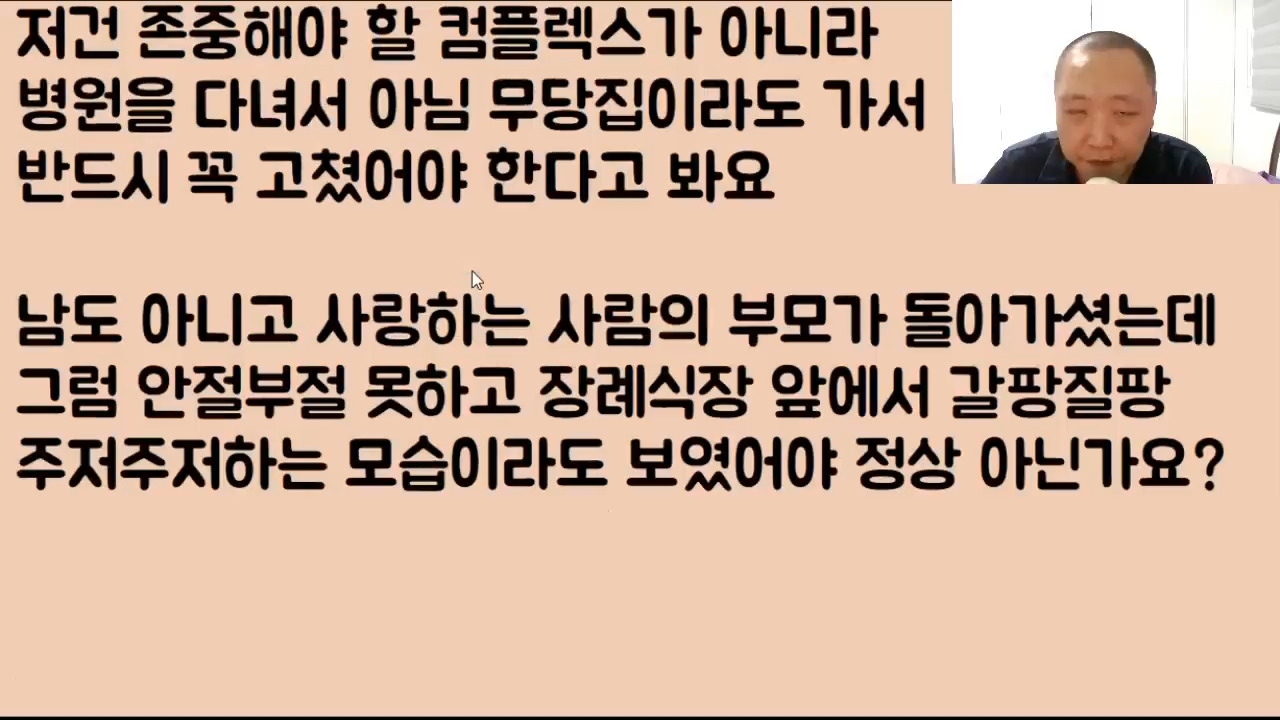 저건 존중해야 할 컴플렉스가 아니라
병원을 다녀서 아님 무당집이라도 가서
반드시 꼭 고쳤어야 한다고 봐요
남도 아니고 사랑하는 사람의 부모가 돌아가셨는데
그럼 안절부절 못하고 장례식장 앞에서 갈팡질팡
주저주저하는 모습이라도 보였어야 정상 아닌가요?